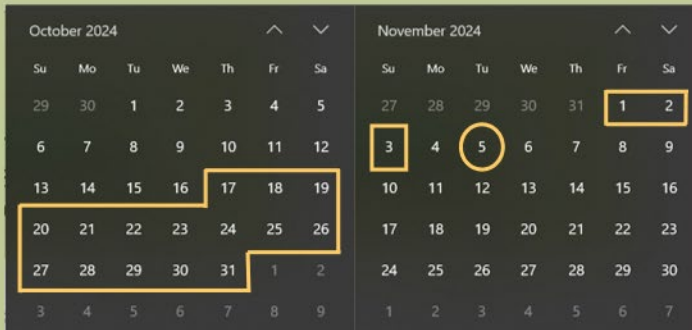 October 2024
Su Mo Tu We Th Fr Sa
29 30 1 2 3 4 5
6 7 8 9 10 11 12
13 14 15 16 17 18 19
20 21 22 23 24 25 26
27 28 29 30 31 1 2
3 4 5 6 7 8 9
November 2024
Su Mo Tu We Th Fr Sa
27 28 29 30 31 1 2
3 4 5 6 7 8 9
10 11 12 13 14 15 16
17 18 19 20 21 22 23
24 25 26 27 28 29 30
1 2 3 4 5 6 7